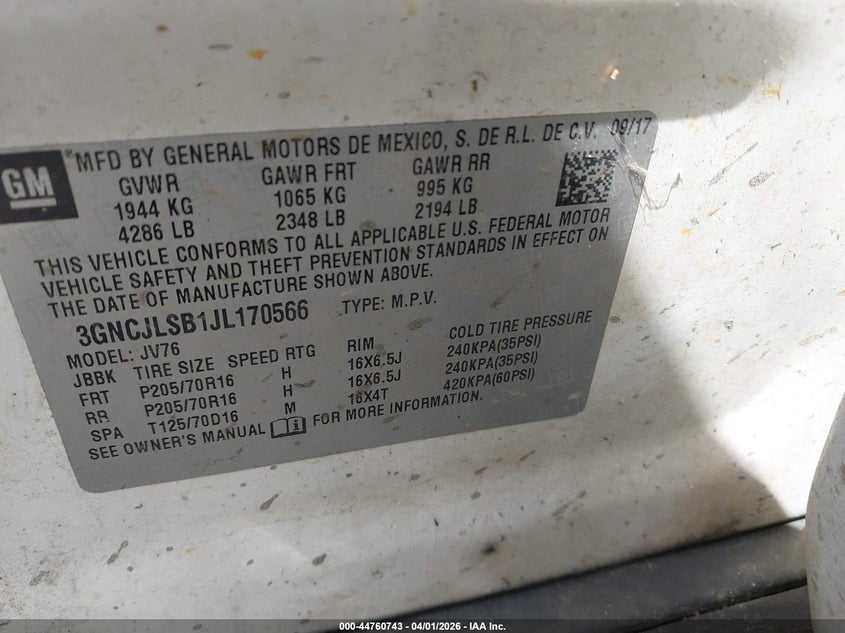 MFD BY GENERAL MOTORS DE MEXICO, S. DE R.L. DE C.V. 09/17
GM
GVWR GAWR FRT GAWR RR
1944 KG 1065 KG 995 KG
4286 LB 2348 LB 2194 LB
THIS VEHICLE CONFORMS TO ALL APPLICABLE U.S. FEDERAL MOTOR
VEHICLE SAFETY AND THEFT PREVENTION STANDARDS IN EFFECT ON
THE DATE OF MANUFACTURE SHOWN ABOVE.
3GNCJLSB1JL170566 TYPE: M.P.V.
MODEL: JV76
JBBK TIRE SIZE SPEED RTG RIM COLD TIRE PRESSURE
FRT P205/70R16 H 16X6.5J 240KPA(35PSI)
RR P205/70R16 H 16X6.5J 240KPA(35PSI)
SPA T125/70D16 M 16X4T 420KPA(60PSI)
SEE OWNER'S MANUAL FOR MORE INFORMATION.
000-44760743 - 04/01/2026 - IAA Inc.